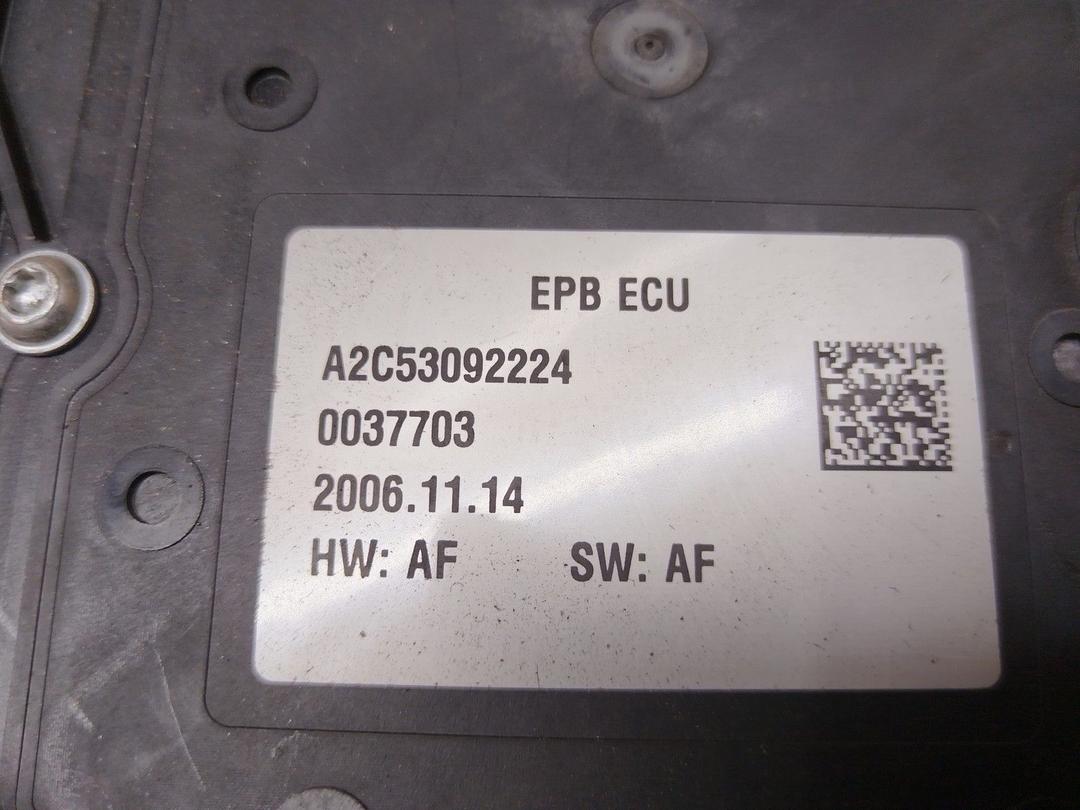 EPB ECU
A2C53092224
0037703
2006.11.14
HW: AF SW: AF